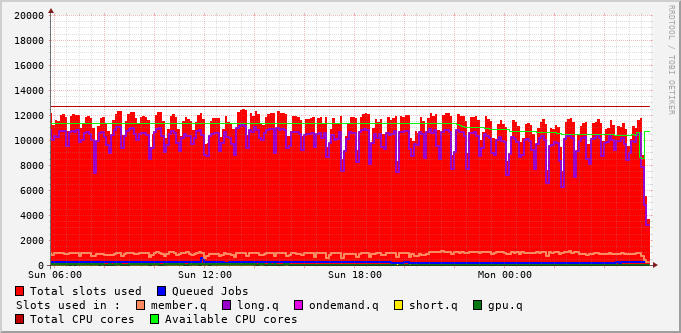 20000
18000
16000
14000
12000
10000
8000
6000
4000
2000
0
Sun 06:00 Sun 12:00 Sun 18:00 Mon 00:00
RRDTOOL / TOBI OETIKER
Total slots used Queued Jobs
Slots used in : member.q long.q ondemand.q short.q gpu.q
Total CPU cores Available CPU cores